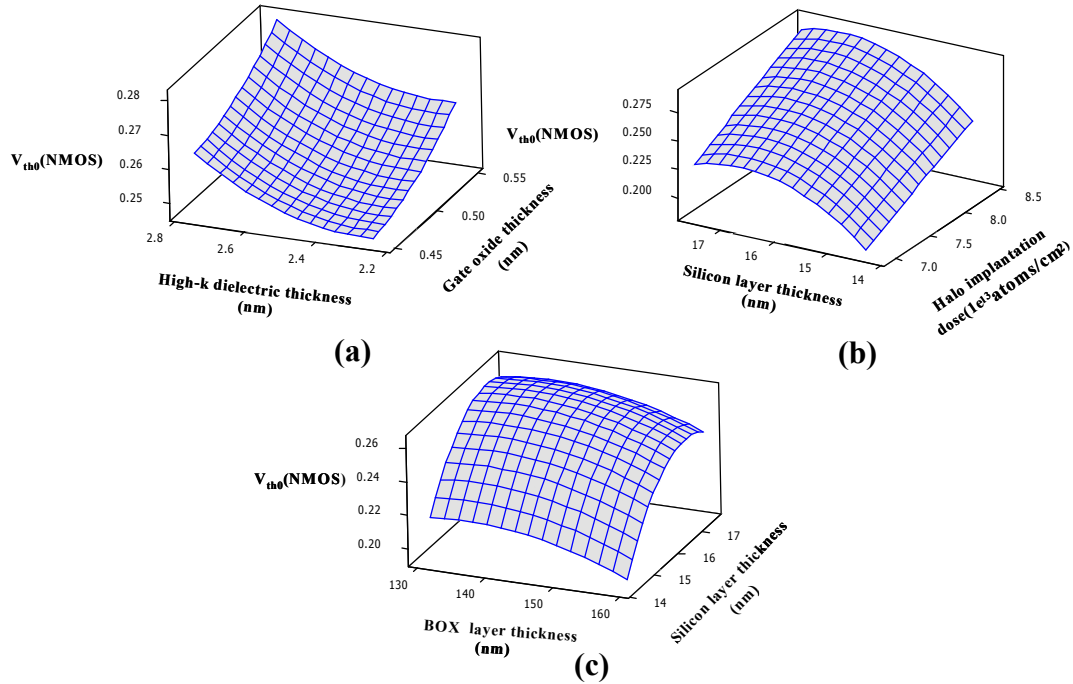 0.28
0.27
V_th0(NMOS)
0.26
0.25
2.8
2.6
2.4
2.2
0.45
0.50
0.55
High-k dielectric thickness
(nm)
Gate oxide thickness
(nm)
(a)
0.275
V_th0(NMOS)
0.250
0.225
0.200
17
16
15
14
7.0
7.5
8.0
8.5
Silicon layer thickness
(nm)
Halo implantation
dose(1e¹³atoms/cm²)
(b)
0.26
0.24
V_th0(NMOS)
0.22
0.20
130
140
150
160
14
15
16
17
BOX layer thickness
(nm)
Silicon layer thickness
(nm)
(c)